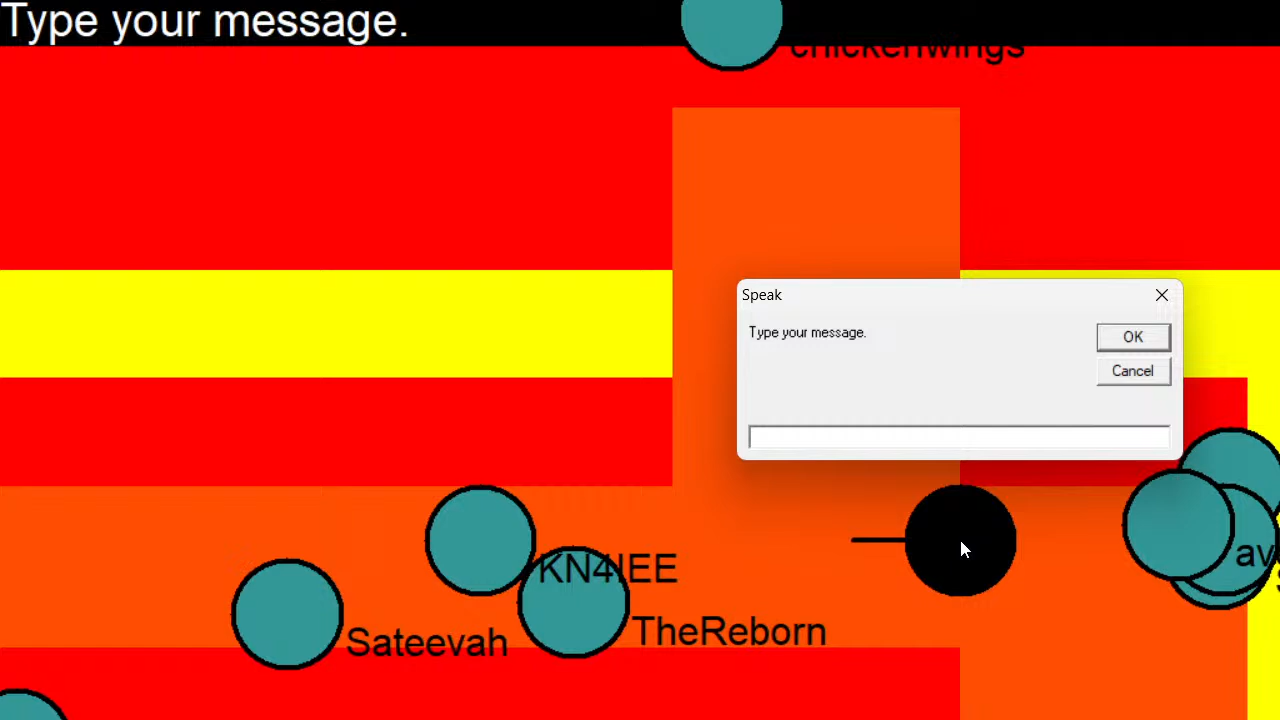 Type your message.
chickenwings
Speak
Type your message.
OK
Cancel
KN4IEE
TheReborn
Sateevah